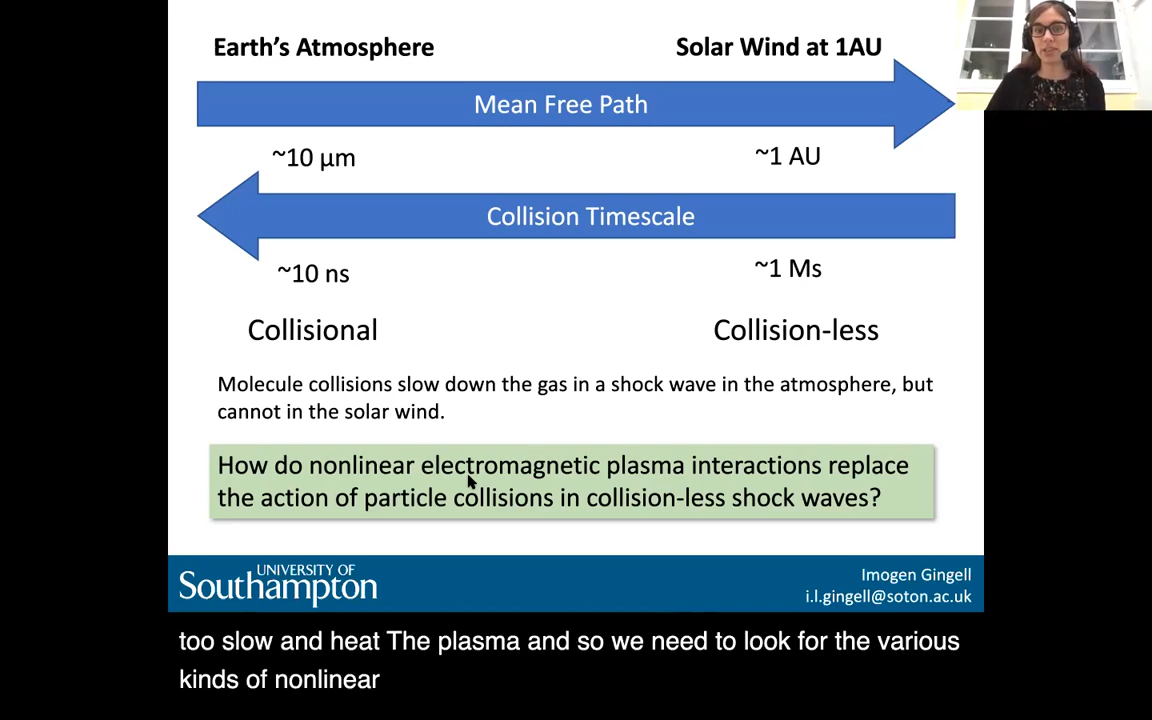 Earth's Atmosphere
Solar Wind at 1AU
Mean Free Path
~10 µm
~1 AU
Collision Timescale
~10 ns
~1 Ms
Collisional
Collision-less
Molecule collisions slow down the gas in a shock wave in the atmosphere, but
cannot in the solar wind.
How do nonlinear electromagnetic plasma interactions replace
the action of particle collisions in collision-less shock waves?
UNIVERSITY OF
Southampton
Imogen Gingell
i.l.gingell@soton.ac.uk
too slow and heat The plasma and so we need to look for the various
kinds of nonlinear